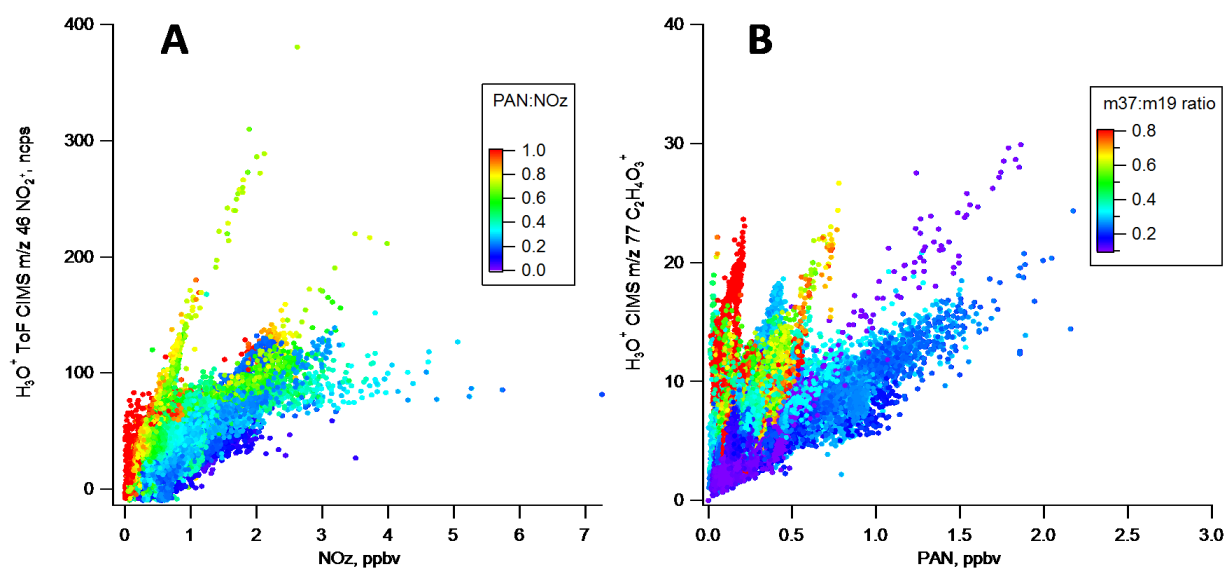 A
400
300
200
100
0
H₃O⁺ ToF CIMS m/z 46 NO₂⁺, ncps
PAN:NOz
1.0
0.8
0.6
0.4
0.2
0.0
0 1 2 3 4 5 6 7
NOz, ppbv
B
40
30
20
10
0
H₃O⁺ CIMS m/z 77 C₂H₄O₃⁺
m37:m19 ratio
0.8
0.6
0.4
0.2
0.0 0.5 1.0 1.5 2.0 2.5 3.0
PAN, ppbv